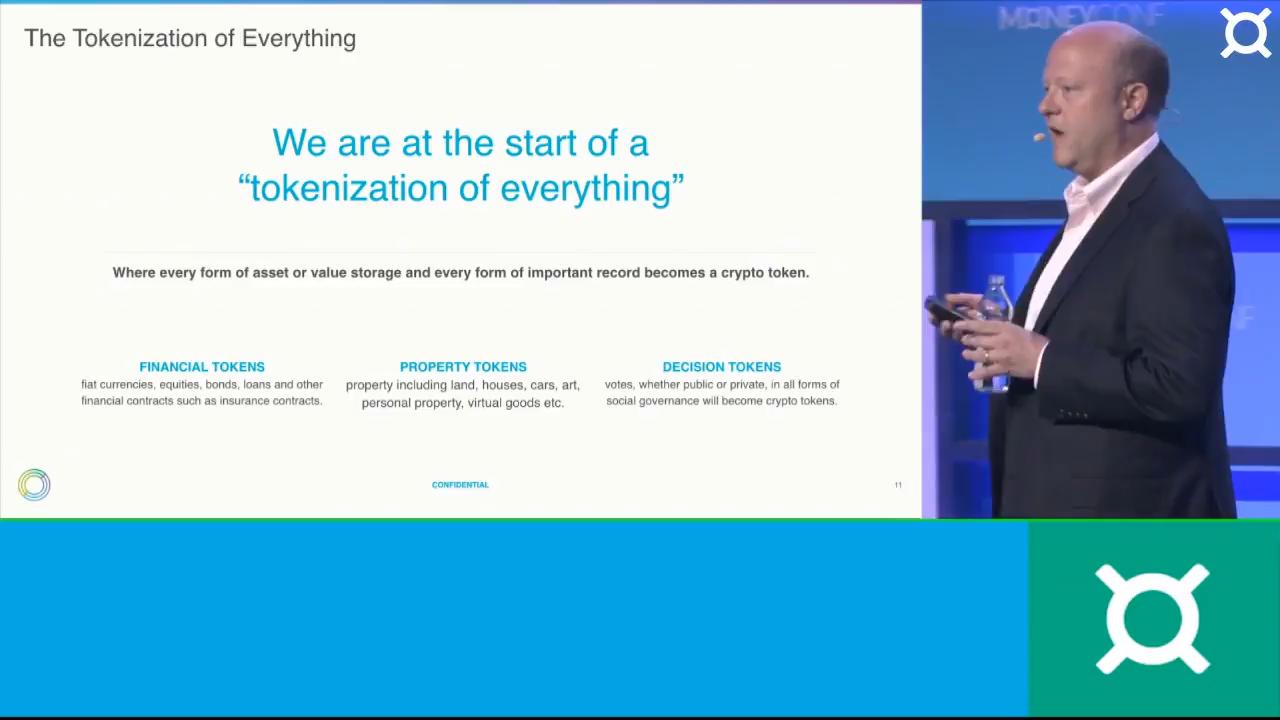 The Tokenization of Everything
MONEYCONF
We are at the start of a
“tokenization of everything”
Where every form of asset or value storage and every form of important record becomes a crypto token.
FINANCIAL TOKENS
fiat currencies, equities, bonds, loans and other
financial contracts such as insurance contracts.
PROPERTY TOKENS
property including land, houses, cars, art,
personal property, virtual goods etc.
DECISION TOKENS
votes, whether public or private, in all forms of
social governance will become crypto tokens.
CONFIDENTIAL
11